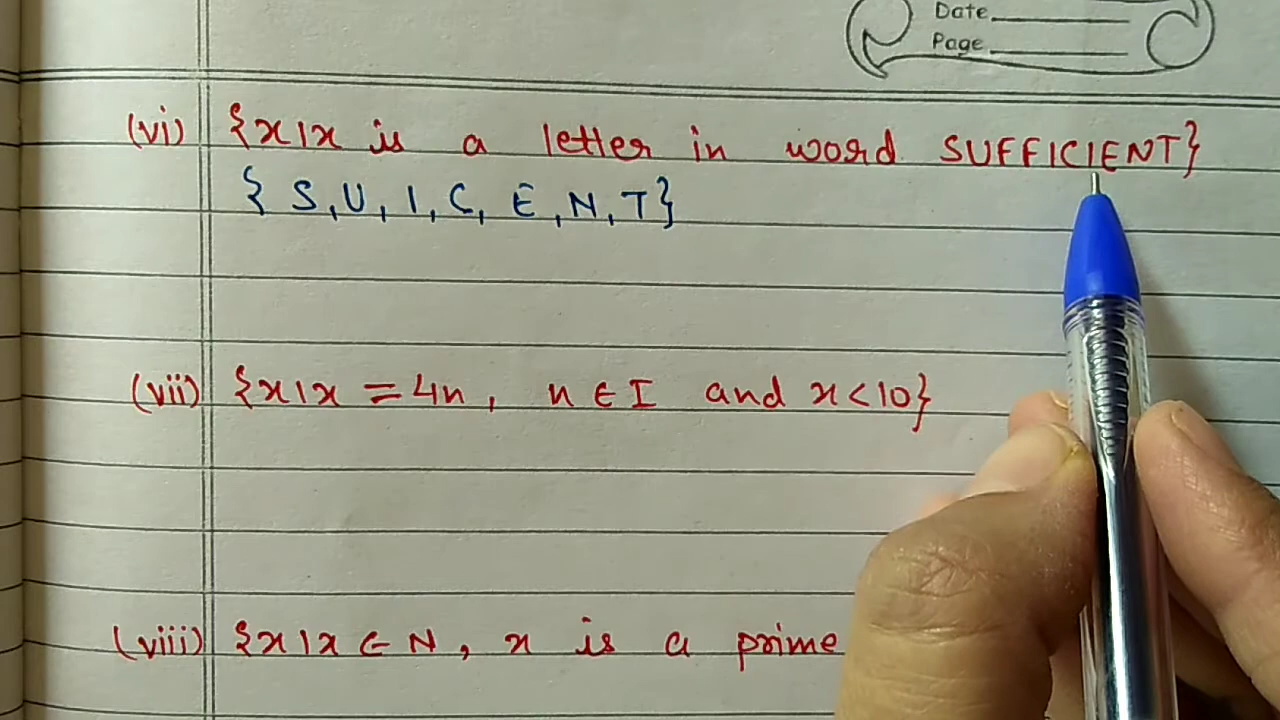 Date
Page
(vi) {x|x is a letter in word SUFFICIENT}
{ S, U, I, C, E, N, T}
(vii) {x|x = 4n, n ∈ I and x < 10}
(viii) {x|x ∈ N, x is a prime